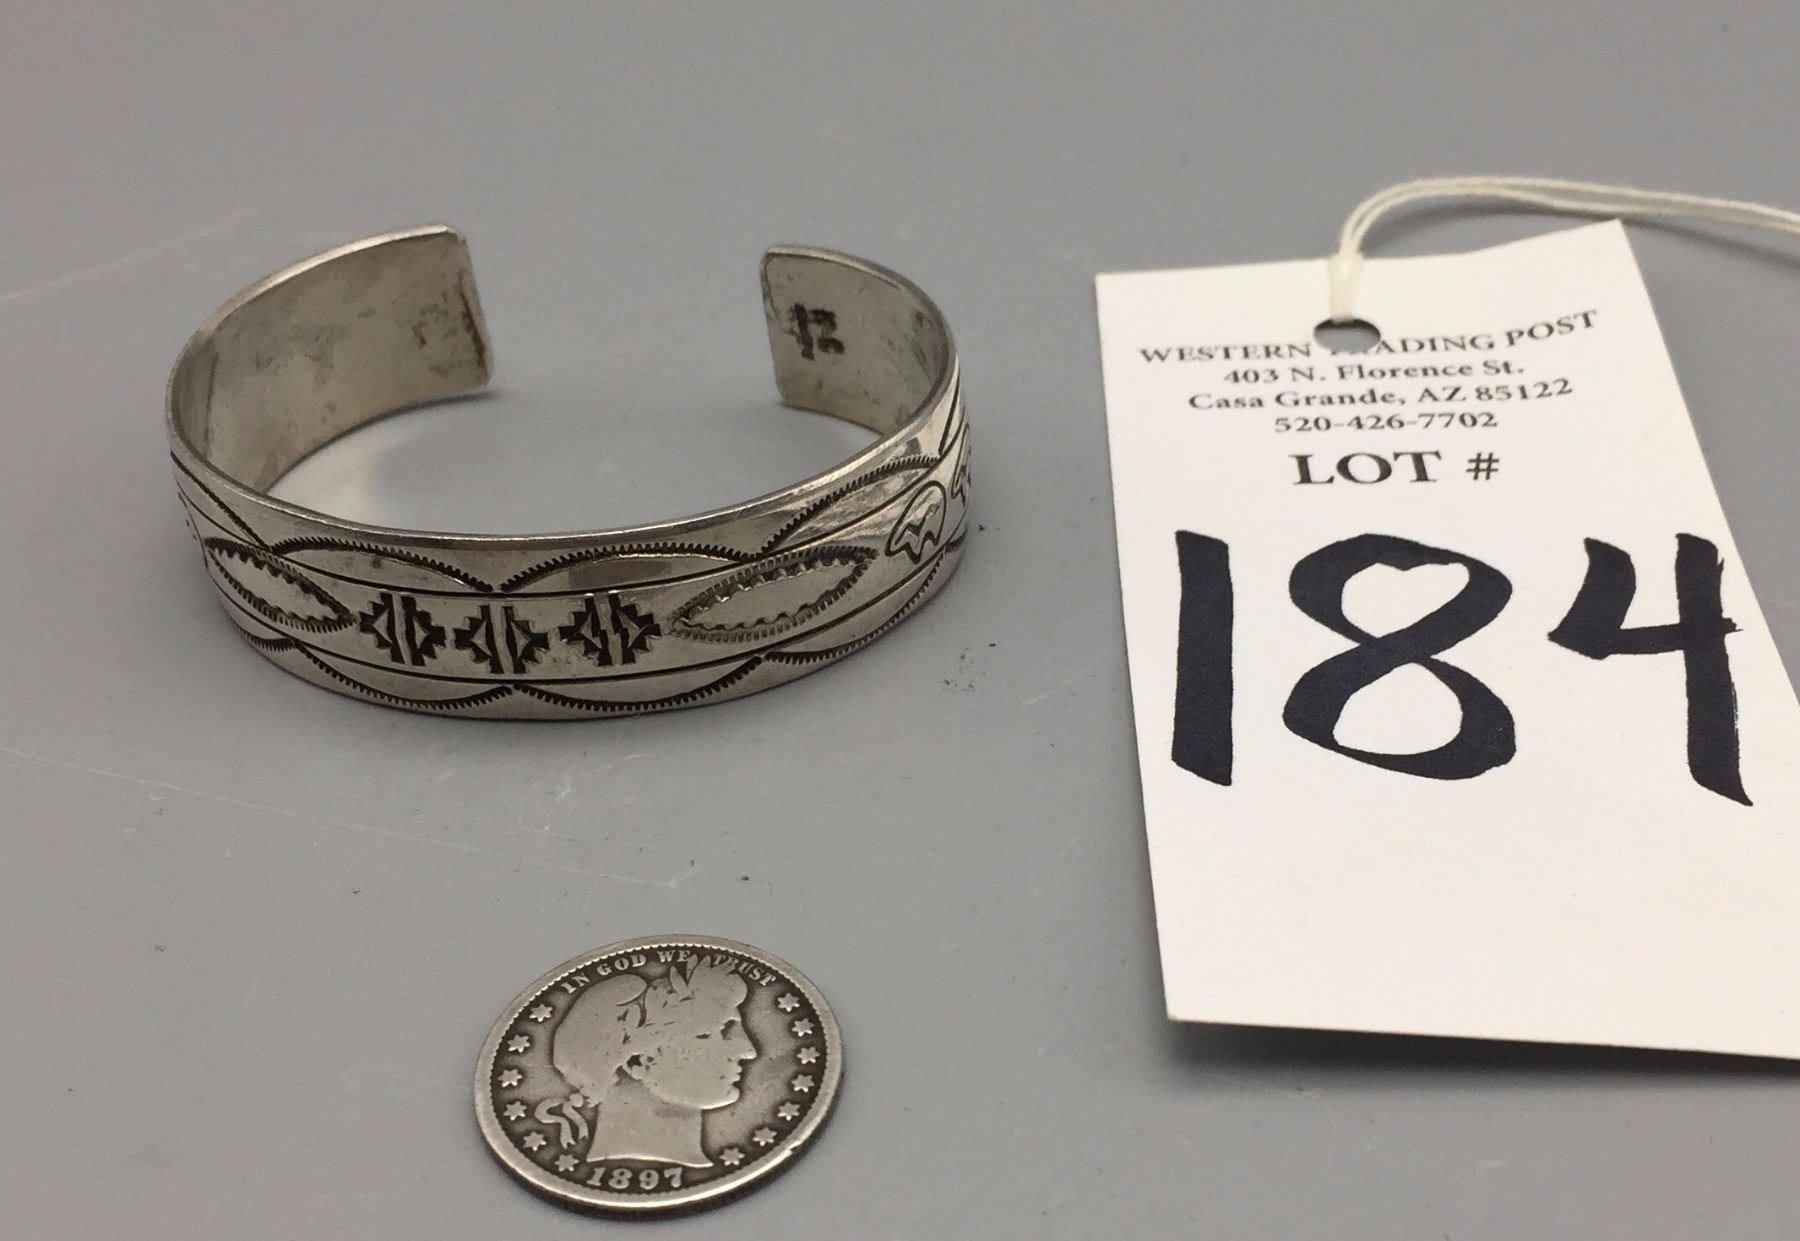 WESTERN TRADING POST
403 N. Florence St.
Casa Grande, AZ 85122
520-426-7702
LOT #
184
IN GOD WE TRUST
1897